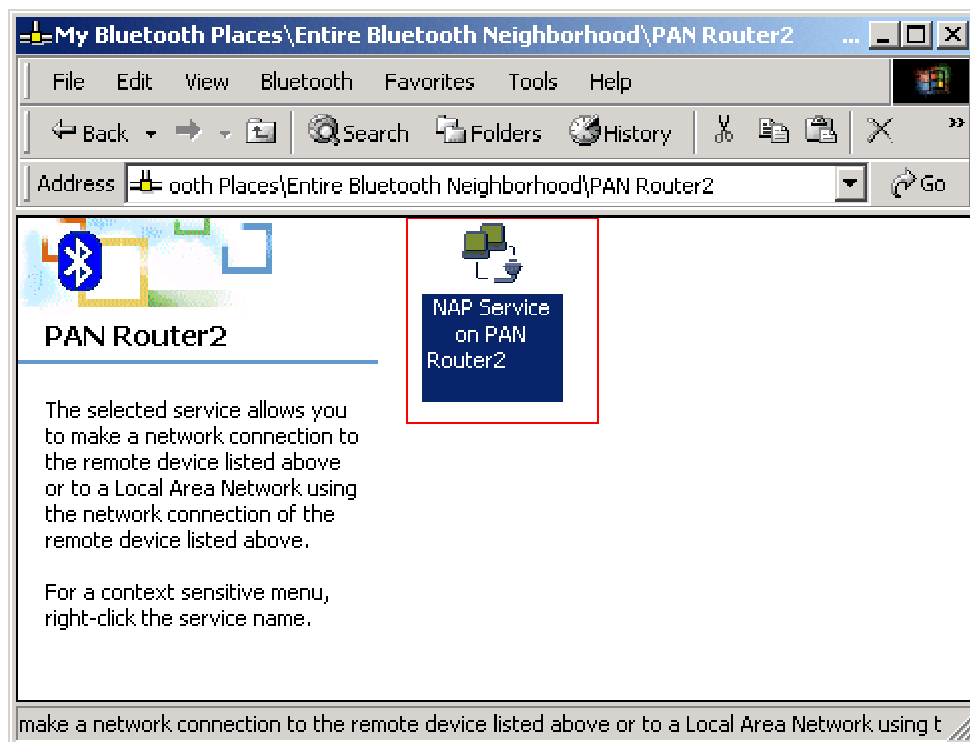 My Bluetooth Places\Entire Bluetooth Neighborhood\PAN Router2 ...
File Edit View Bluetooth Favorites Tools Help
Back Search Folders History »
Address ooth Places\Entire Bluetooth Neighborhood\PAN Router2 Go
PAN Router2
The selected service allows you
to make a network connection to
the remote device listed above
or to a Local Area Network using
the network connection of the
remote device listed above.
For a context sensitive menu,
right-click the service name.
NAP Service
on PAN
Router2
make a network connection to the remote device listed above or to a Local Area Network using t